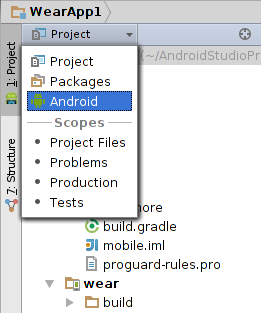 WearApp1
Project
1: Project
(~/AndroidStudioPr
Project
Packages
Android
Scopes
Project Files
Problems
Production
Tests
7: Structure
build.gradle
mobile.iml
proguard-rules.pro
wear
build